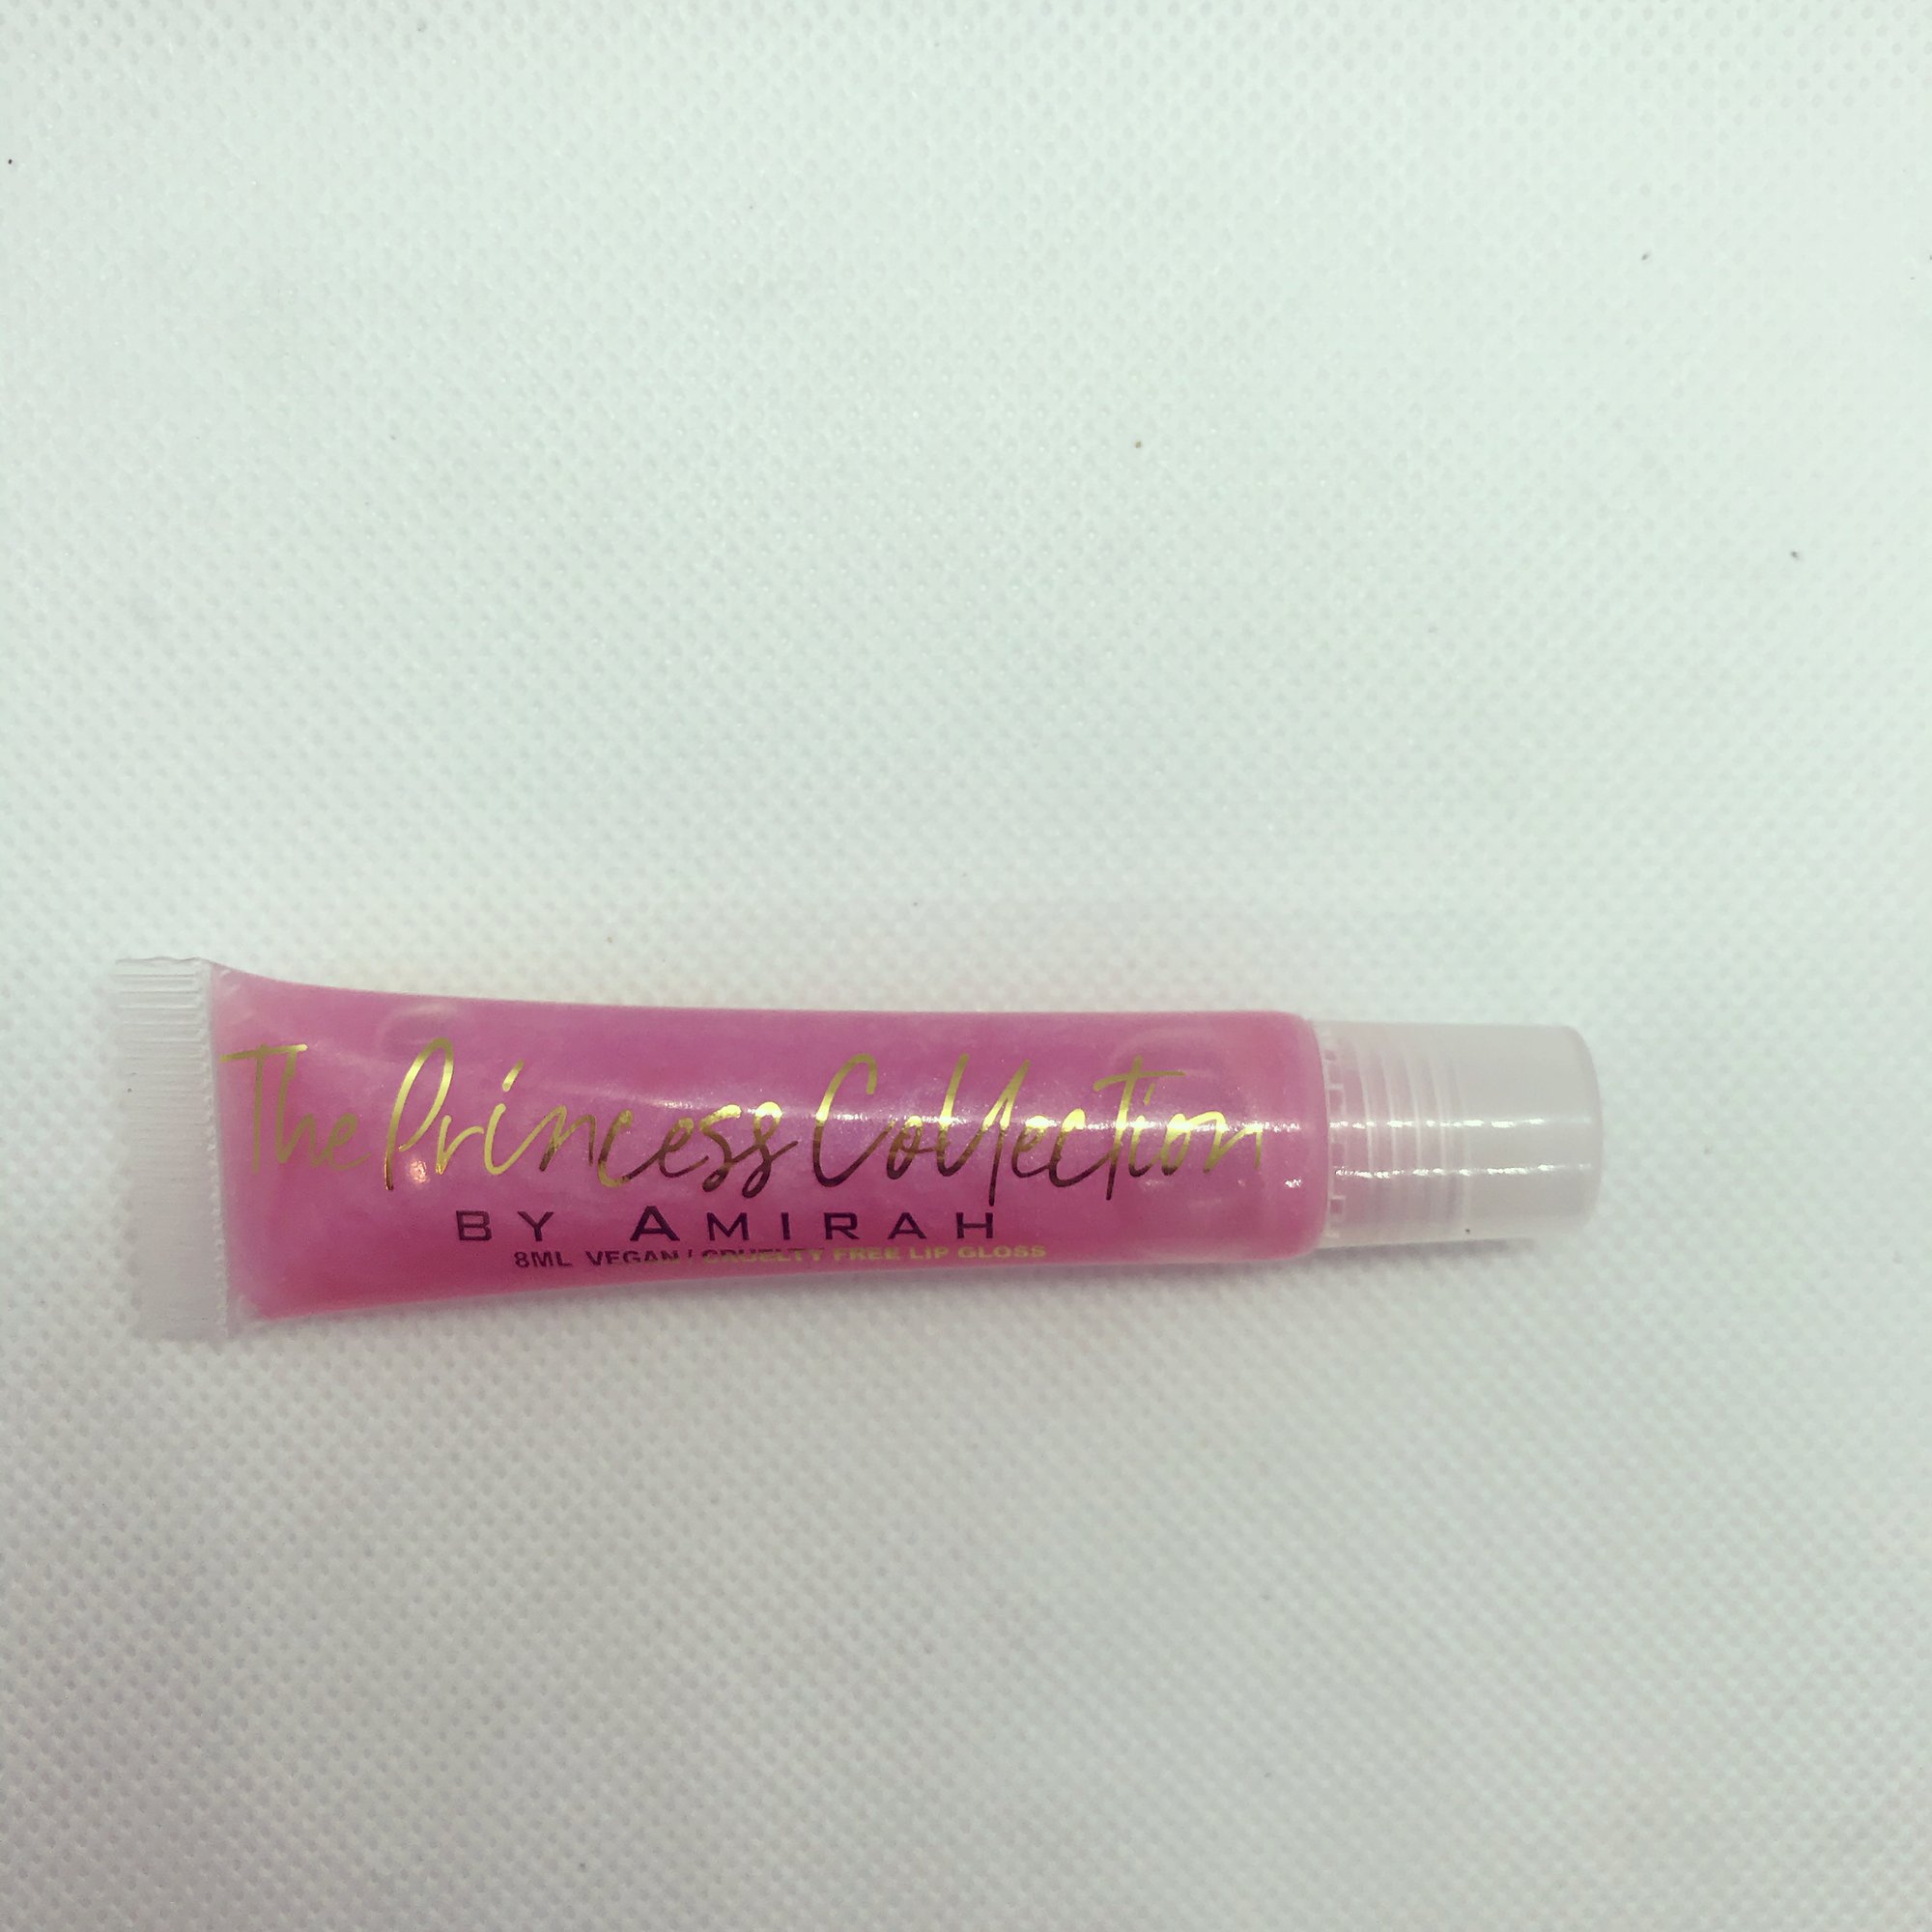 The Princess Collection
BY AMIRAH
8ML VEGAN / CRUELTY FREE LIP GLOSS